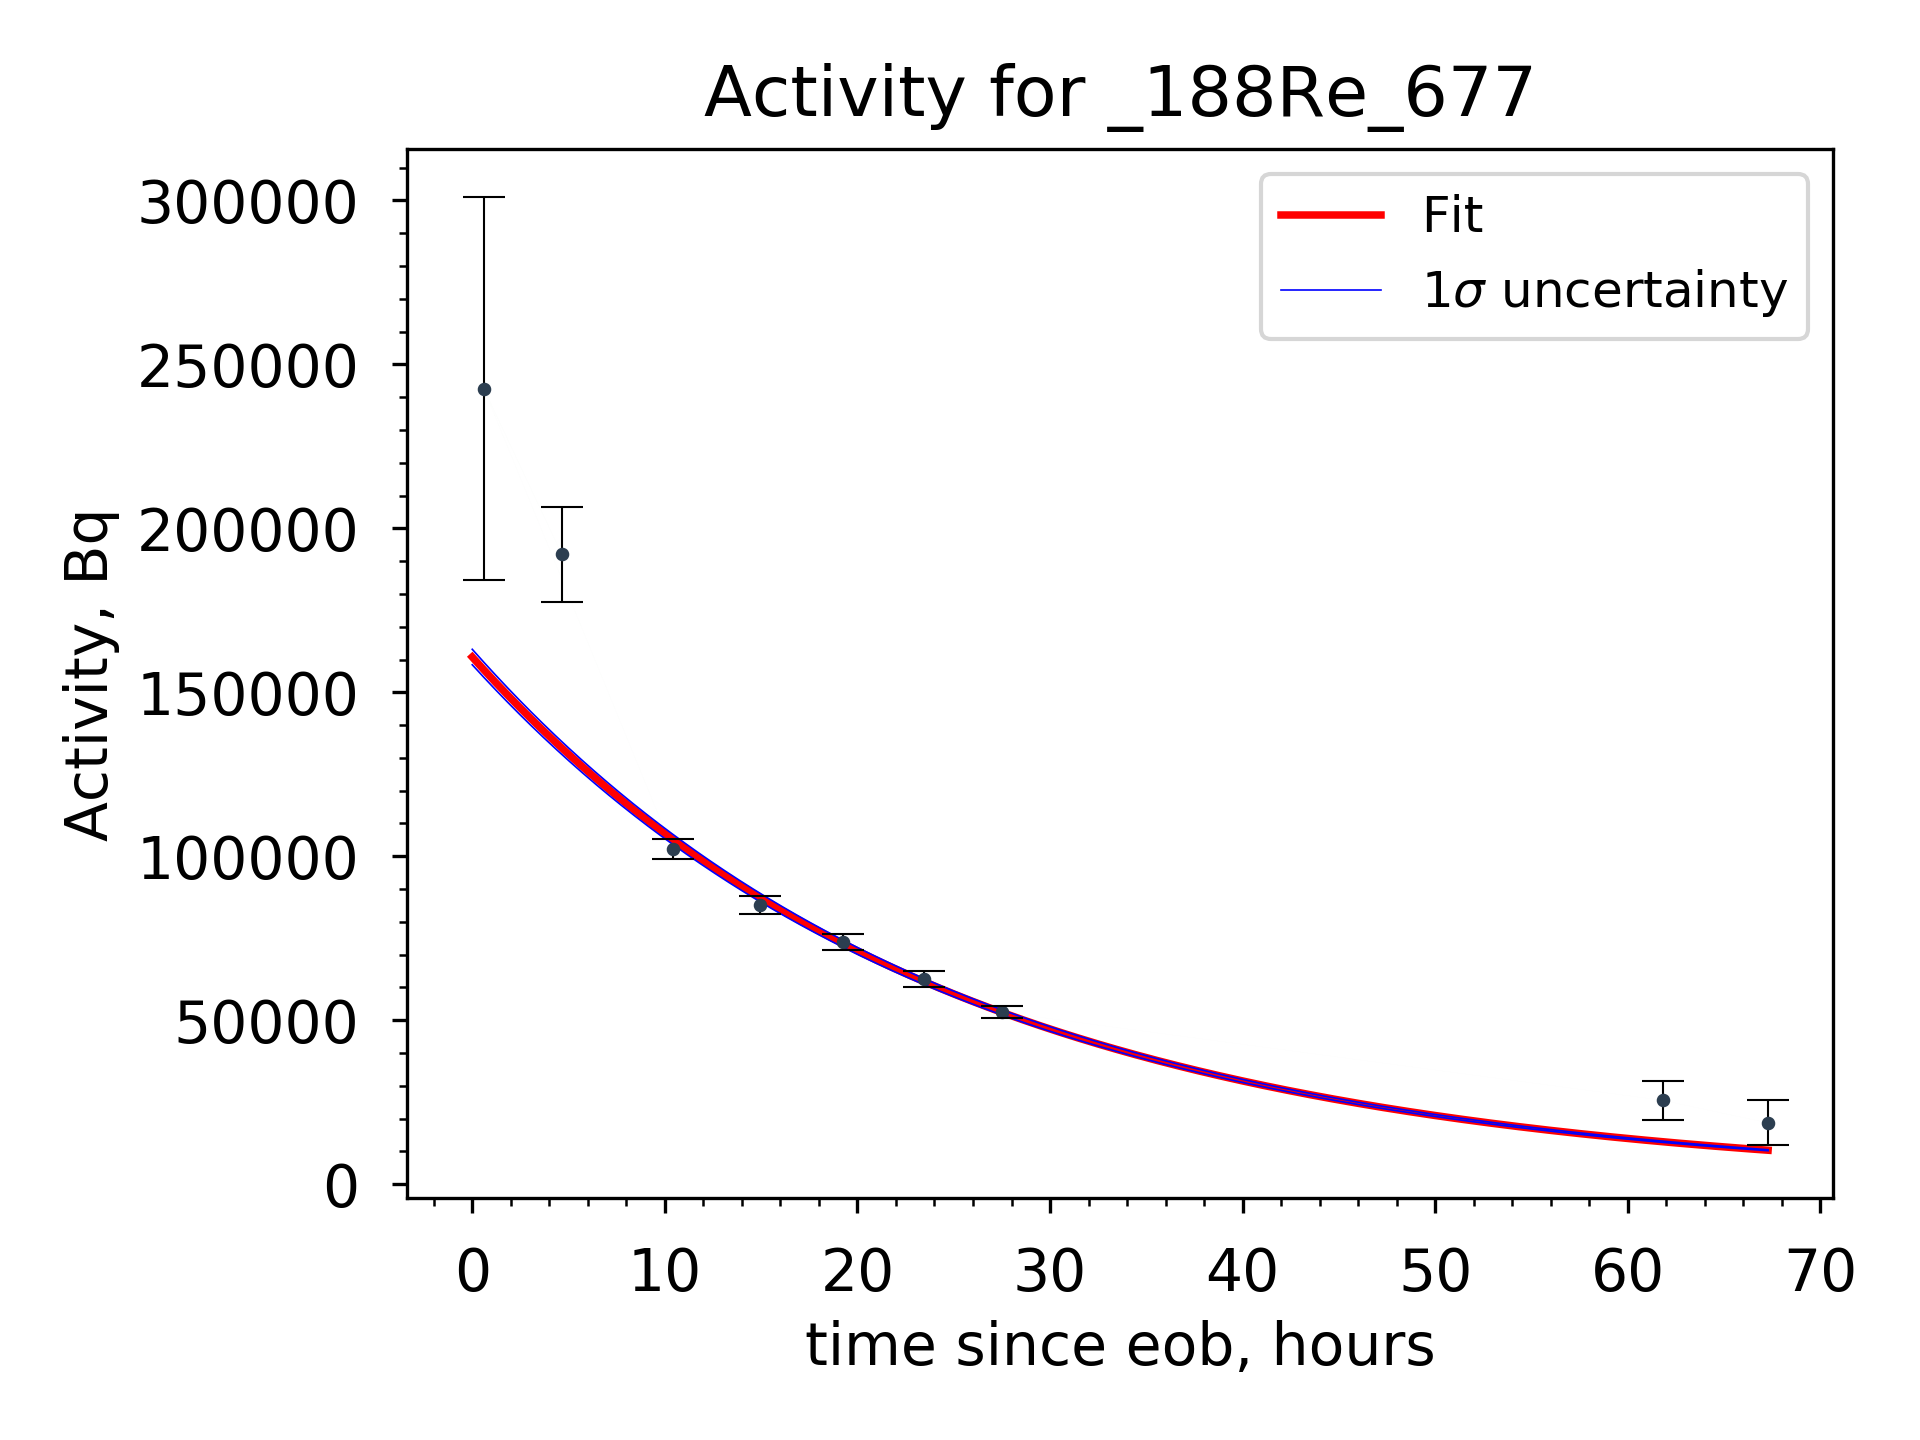 Activity for _188Re_677
Fit
1σ uncertainty
300000
250000
200000
150000
100000
50000
0
Activity, Bq
0 10 20 30 40 50 60 70
time since eob, hours